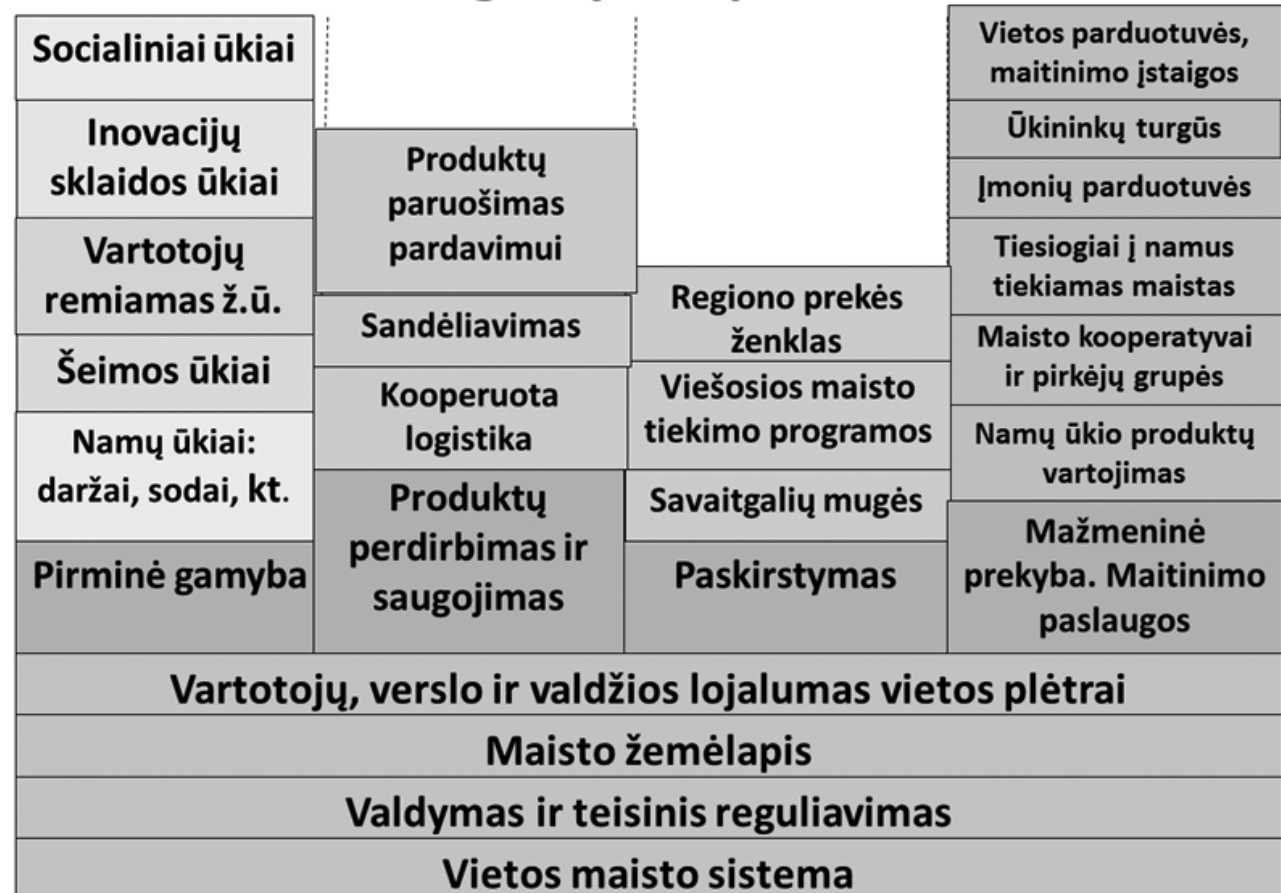 Socialiniai ūkiai
Inovacijų
sklaidos ūkiai
Vartotojų
remiamas ž.ū.
Šeimos ūkiai
Namų ūkiai:
daržai, sodai, kt.
Pirminė gamyba
Produktų
paruošimas
pardavimui
Sandėliavimas
Kooperuota
logistika
Produktų
perdirbimas ir
saugojimas
Regiono prekės
ženklas
Viešosios maisto
tiekimo programos
Savaitgalių mugės
Paskirstymas
Vietos parduotuvės,
maitinimo įstaigos
Ūkininkų turgūs
Įmonių parduotuvės
Tiesiogiai į namus
tiekiamas maistas
Maisto kooperatyvai
ir pirkėjų grupės
Namų ūkio produktų
vartojimas
Mažmeninė
prekyba. Maitinimo
paslaugos
Vartotojų, verslo ir valdžios lojalumas vietos plėtrai
Maisto žemėlapis
Valdymas ir teisinis reguliavimas
Vietos maisto sistema